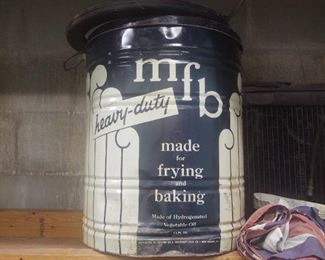 mfb
heavy-duty
made
for
frying
and
baking
Made of Hydrogenated
Vegetable Oil